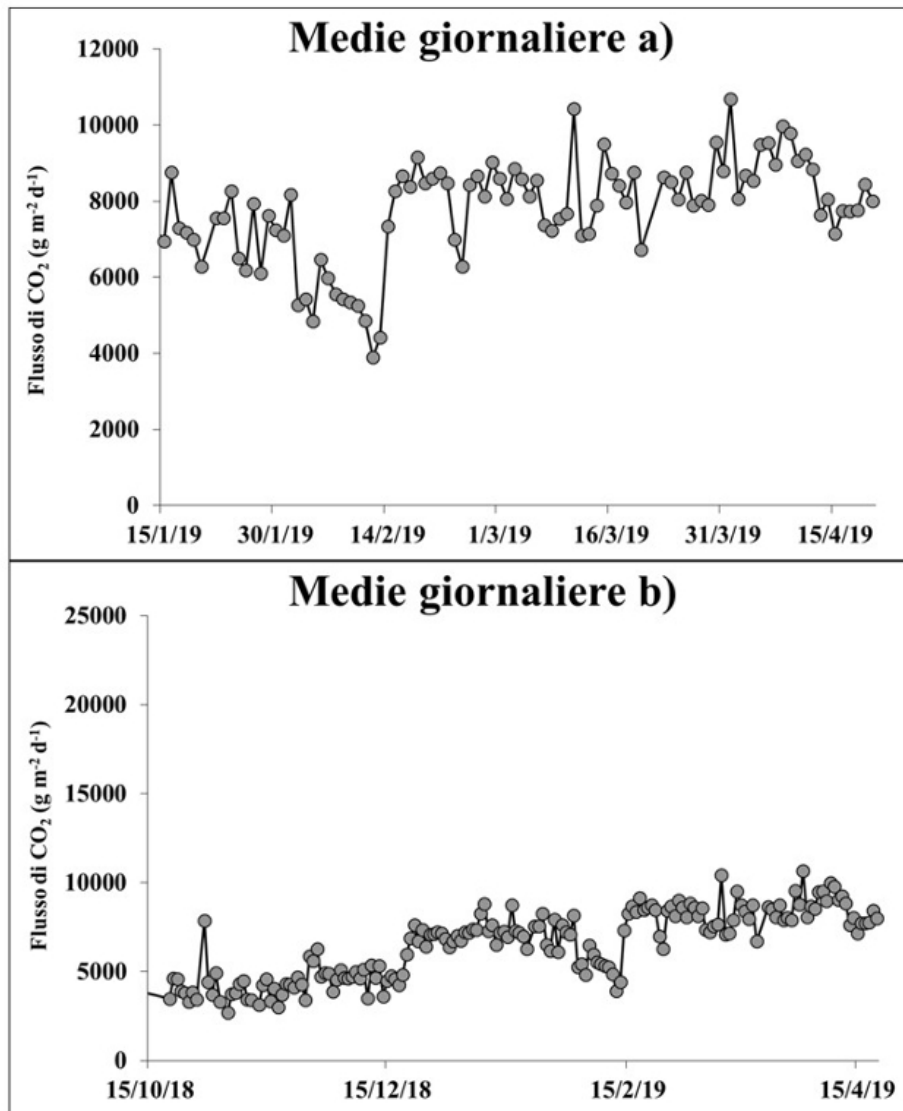 Medie giornaliere a)
12000
10000
8000
6000
4000
2000
0
Flusso di CO₂ (g m⁻² d⁻¹)
15/1/19 30/1/19 14/2/19 1/3/19 16/3/19 31/3/19 15/4/19
Medie giornaliere b)
25000
20000
15000
10000
5000
0
Flusso di CO₂ (g m⁻² d⁻¹)
15/10/18 15/12/18 15/2/19 15/4/19